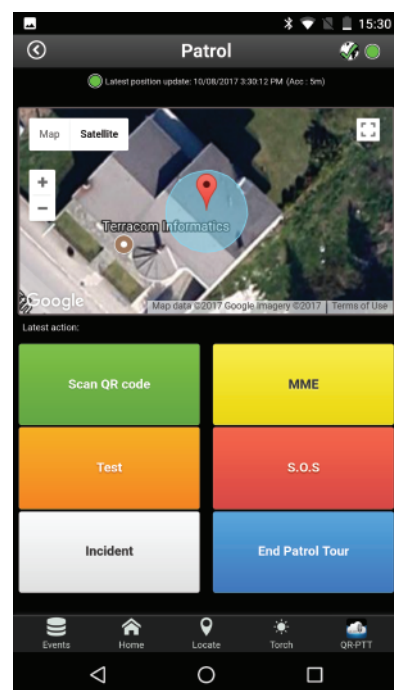 15:30
Patrol
Latest position update: 10/08/2017 3:30:12 PM (Acc : 5m)
Map Satellite
+
−
Terracom Informatics
Google
Map data ©2017 Google Imagery ©2017 Terms of Use
Latest action:
Scan QR code MME
Test S.O.S
Incident End Patrol Tour
Events Home Locate Torch QR-PTT